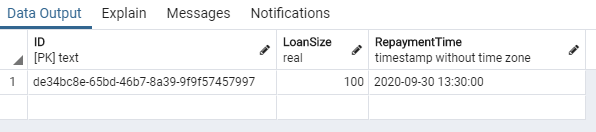 Data Output Explain Messages Notifications
ID LoanSize RepaymentTime
[PK] text real timestamp without time zone
1 de34bc8e-65bd-46b7-8a39-9f9f57457997 100 2020-09-30 13:30:00